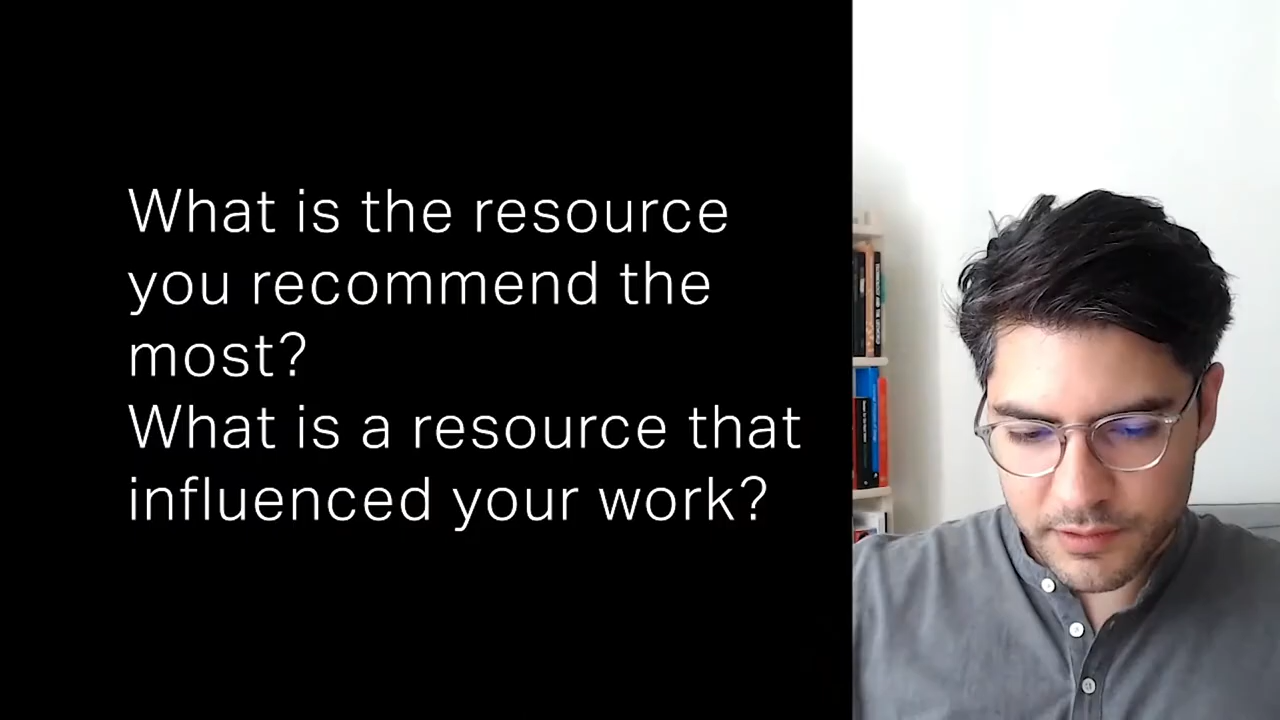 What is the resource
you recommend the
most?
What is a resource that
influenced your work?